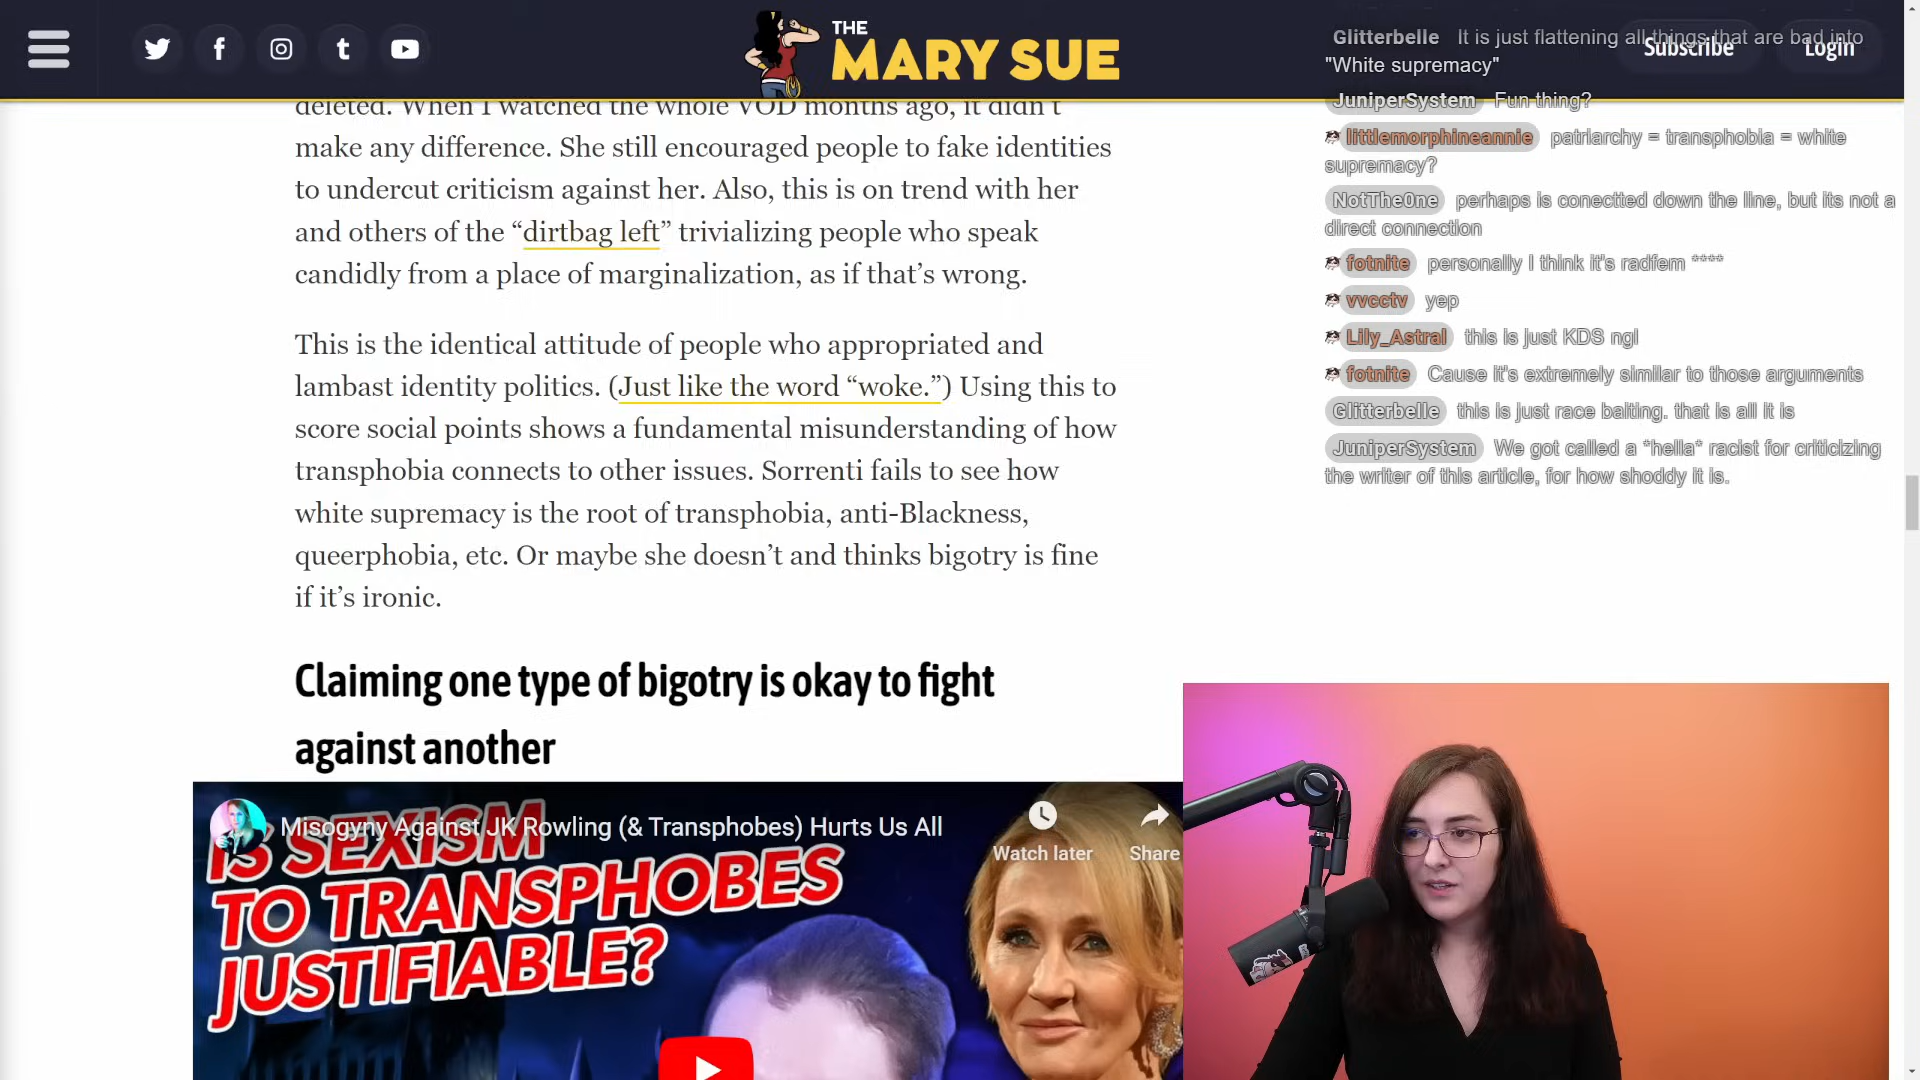 THE
MARY SUE
Subscribe
Login
deleted. When I watched the whole VOD months ago, it didn't
make any difference. She still encouraged people to fake identities
to undercut criticism against her. Also, this is on trend with her
and others of the “dirtbag left” trivializing people who speak
candidly from a place of marginalization, as if that’s wrong.
This is the identical attitude of people who appropriated and
lambast identity politics. (Just like the word “woke.”) Using this to
score social points shows a fundamental misunderstanding of how
transphobia connects to other issues. Sorrenti fails to see how
white supremacy is the root of transphobia, anti-Blackness,
queerphobia, etc. Or maybe she doesn’t and thinks bigotry is fine
if it’s ironic.
Claiming one type of bigotry is okay to fight
against another
Misogyny Against JK Rowling (& Transphobes) Hurts Us All
Watch later
Share
IS SEXISM
TO TRANSPHOBES
JUSTIFIABLE?
Glitterbelle It is just flattening all things that are bad into
"White supremacy"
JuniperSystem Fun thing?
littlemorphineannie patriarchy = transphobia = white
supremacy?
NotThe0ne perhaps is conectted down the line, but its not a
direct connection
fotnite personally I think it's radfem ****
vvcctv yep
Lily_Astral this is just KDS ngl
fotnite Cause it's extremely similar to those arguments
Glitterbelle this is just race baiting. that is all it is
JuniperSystem We got called a *hella* racist for criticizing
the writer of this article, for how shoddy it is.